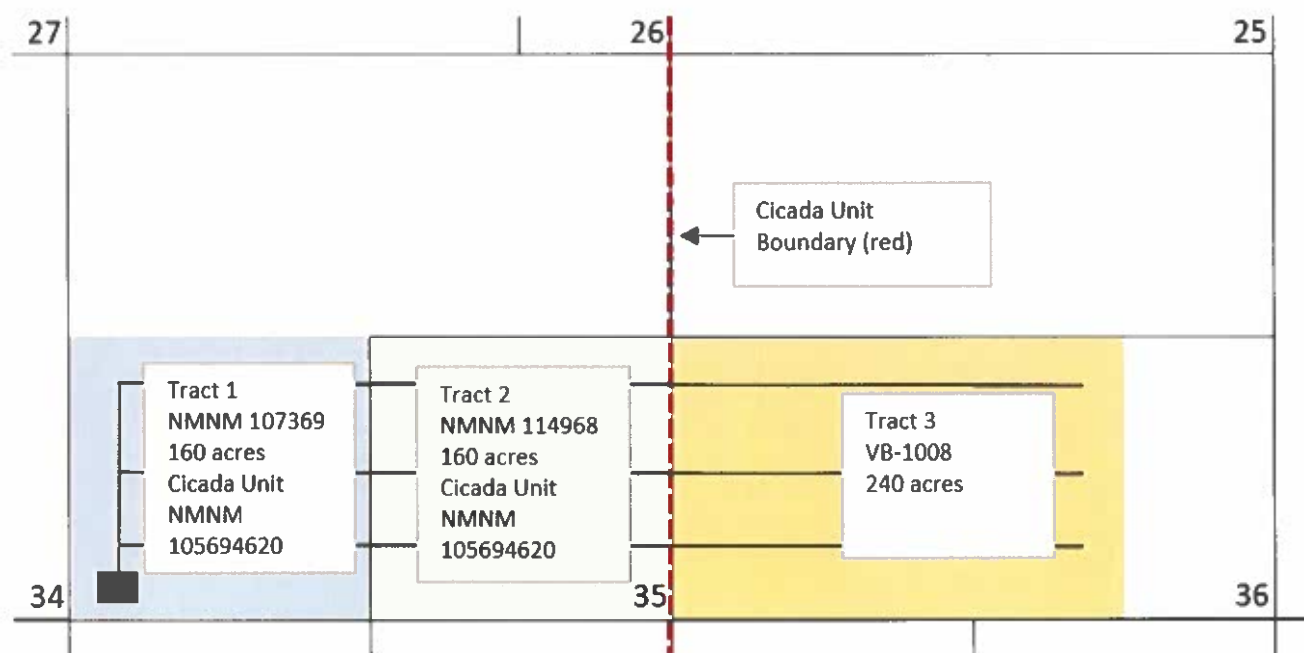 27
26
25
Cicada Unit
Boundary (red)
Tract 1
NMNM 107369
160 acres
Cicada Unit
NMNM
105694620
Tract 2
NMNM 114968
160 acres
Cicada Unit
NMNM
105694620
Tract 3
VB-1008
240 acres
34
35
36